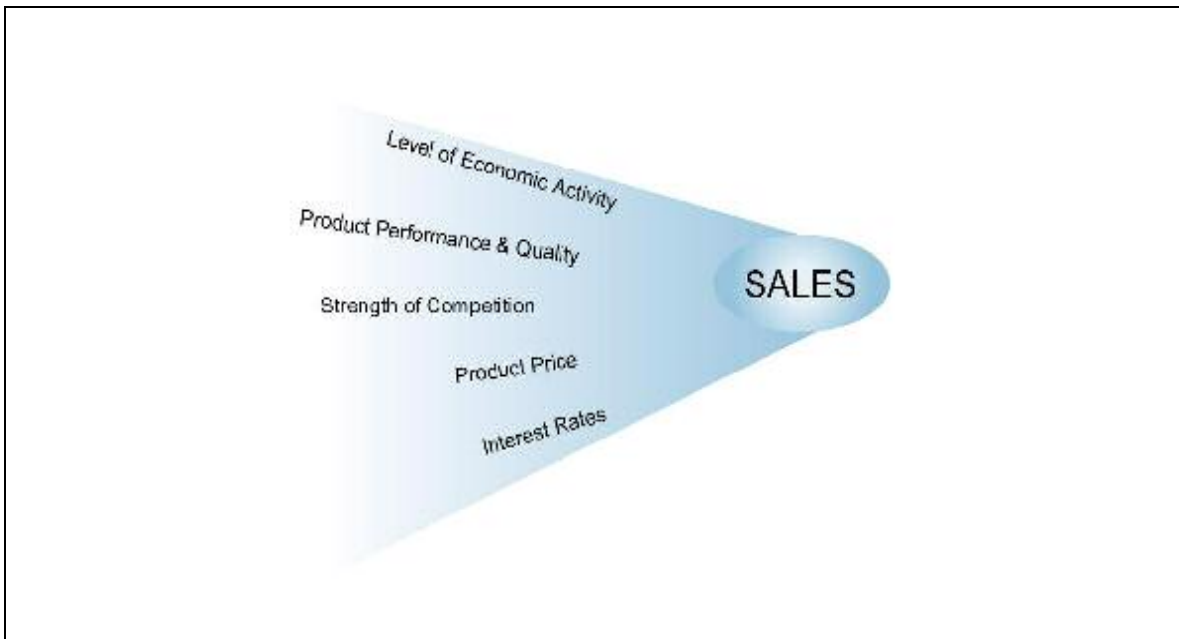 Level of Economic Activity
Product Performance & Quality
Strength of Competition
Product Price
Interest Rates
SALES